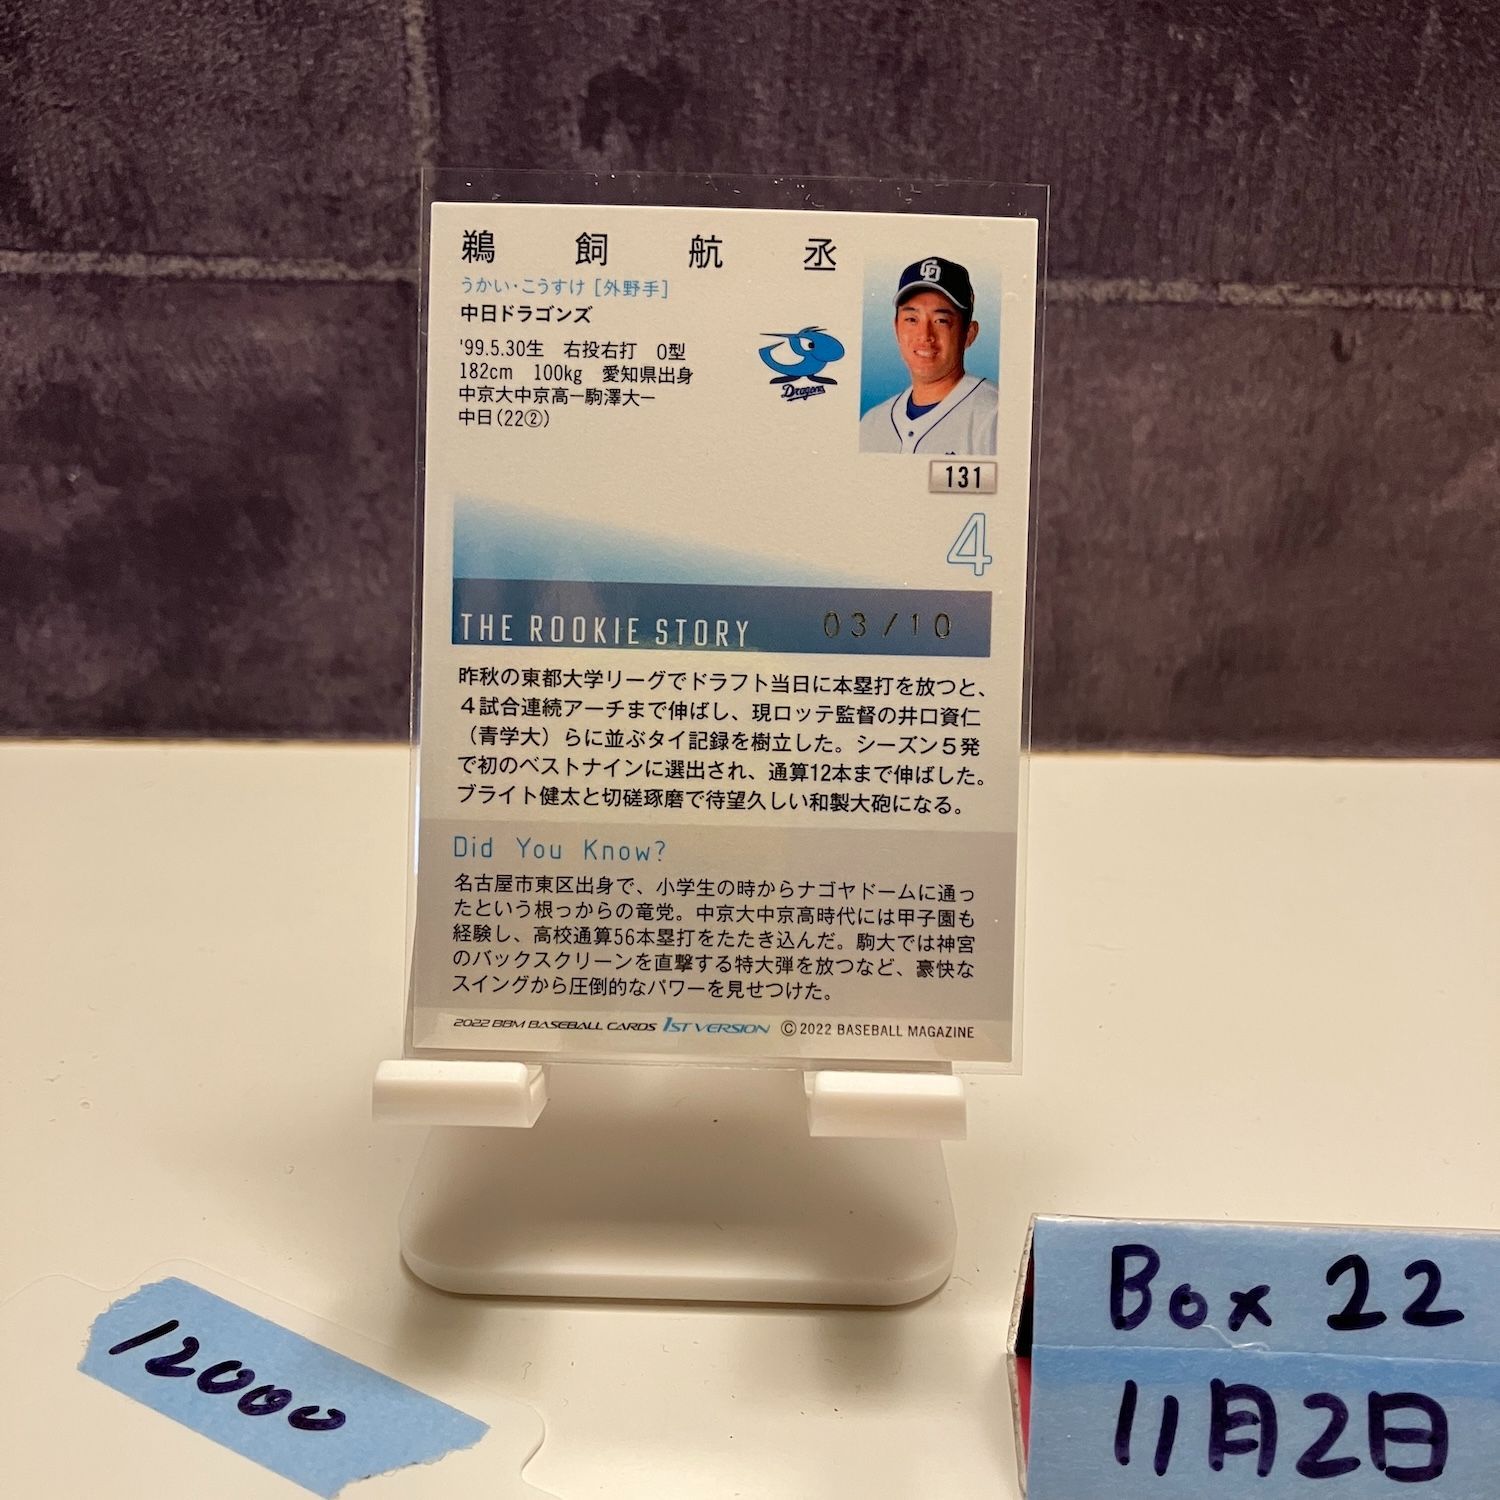 鵜飼航丞
うかい・こうすけ [外野手]
中日ドラゴンズ
'99.5.30生 右投右打 O型
182cm 100kg 愛知県出身
中京大中京高ー駒澤大ー
中日(22②)
Dragons
CD
131
4
THE ROOKIE STORY 03/10
昨秋の東都大学リーグでドラフト当日に本塁打を放つと、
4試合連続アーチまで伸ばし、現ロッテ監督の井口資仁
(青学大)らに並ぶタイ記録を樹立した。シーズン5発
で初のベストナインに選出され、通算12本まで伸ばした。
ブライト健太と切磋琢磨で待望久しい和製大砲になる。
Did You Know?
名古屋市東区出身で、小学生の時からナゴヤドームに通っ
たという根っからの竜党。中京大中京高時代には甲子園も
経験し、高校通算56本塁打をたたき込んだ。駒大では神宮
のバックスクリーンを直撃する特大弾を放つなど、豪快な
スイングから圧倒的なパワーを見せつけた。
2022 BBM BASEBALL CARDS 1ST VERSION ©2022 BASEBALL MAGAZINE
12000
Box 22
11月2日